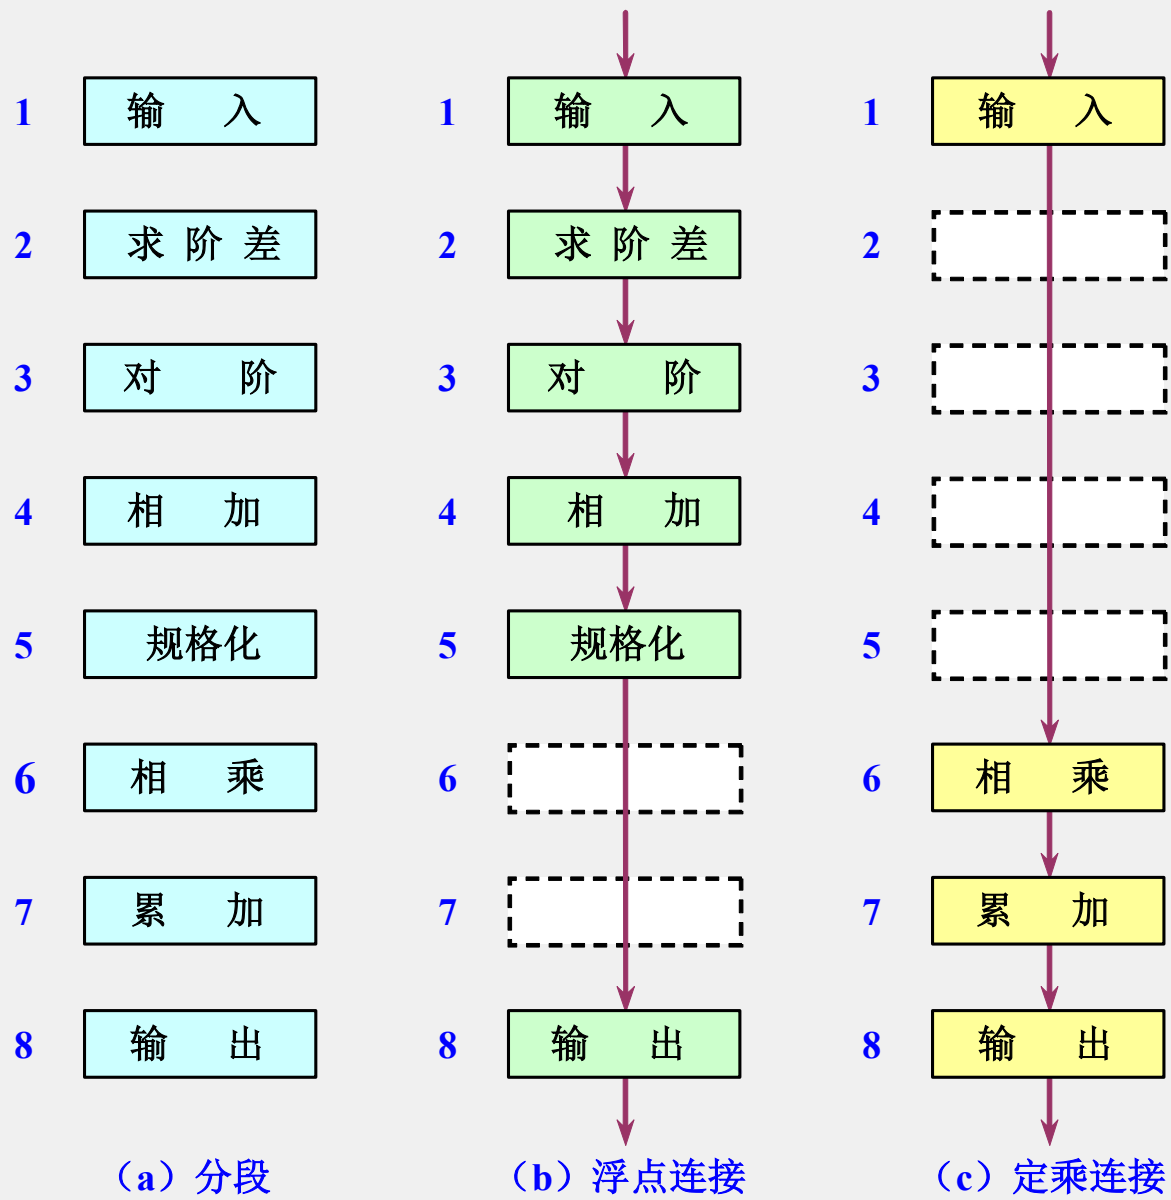 1 输入 1 输入 1 输入
2 求阶差 2 求阶差 2
3 对阶 3 对阶 3
4 相加 4 相加 4
5 规格化 5 规格化 5
6 相乘 6 6 相乘
7 累加 7 7 累加
8 输出 8 输出 8 输出
（a）分段 （b）浮点连接 （c）定乘连接